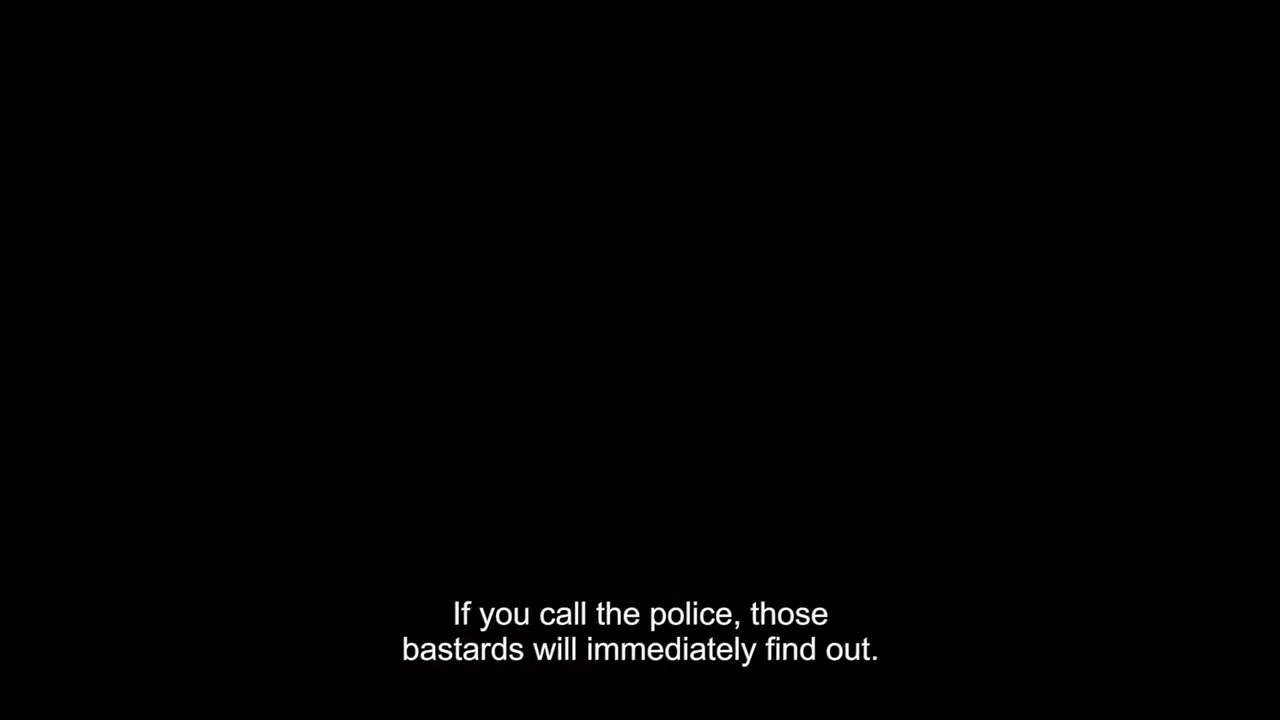 If you call the police, those
bastards will immediately find out.